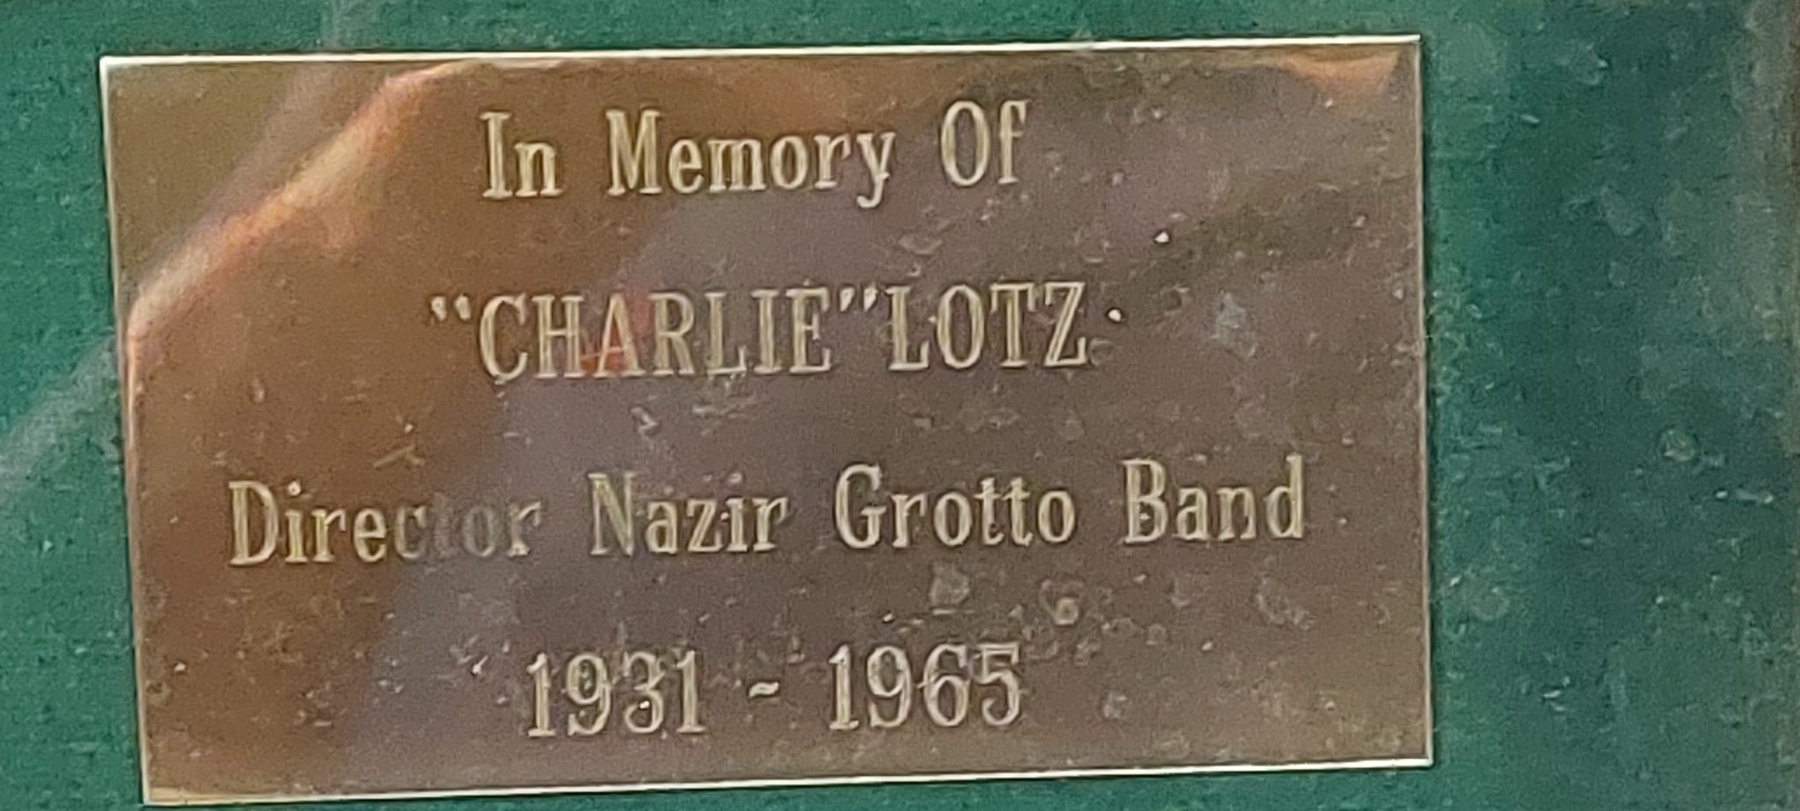 In Memory Of
"CHARLIE"LOTZ
Director Nazir Grotto Band
1931 - 1965